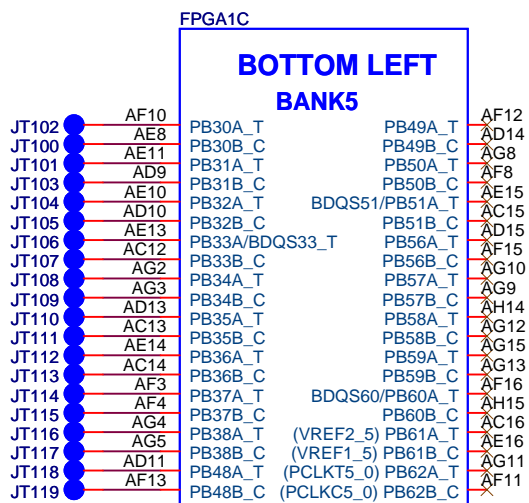 FPGA1C
BOTTOM LEFT
BANK5
JT102 AF10 PB30A_T PB49A_T AF12
JT100 AE8 PB30B_C PB49B_C AD14
JT101 AE11 PB31A_T PB50A_T AG8
JT103 AD9 PB31B_C PB50B_C AF8
JT104 AE10 PB32A_T BDQS51/PB51A_T AE15
JT105 AD10 PB32B_C PB51B_C AC15
JT106 AE13 PB33A/BDQS33_T PB56A_T AD15
JT107 AC12 PB33B_C PB56B_C AF15
JT108 AG2 PB34A_T PB57A_T AG10
JT109 AG3 PB34B_C PB57B_C AG9
JT110 AD13 PB35A_T PB58A_T AH14
JT111 AC13 PB35B_C PB58B_C AG12
JT112 AE14 PB36A_T PB59A_T AG15
JT113 AC14 PB36B_C PB59B_C AG13
JT114 AF3 PB37A_T BDQS60/PB60A_T AF16
JT115 AF4 PB37B_C PB60B_C AH15
JT116 AG4 PB38A_T (VREF2_5) PB61A_T AC16
JT117 AG5 PB38B_C (VREF1_5) PB61B_C AE16
JT118 AD11 PB48A_T (PCLKT5_0) PB62A_T AG11
JT119 AF13 PB48B_C (PCLKC5_0) PB62B_C AF11